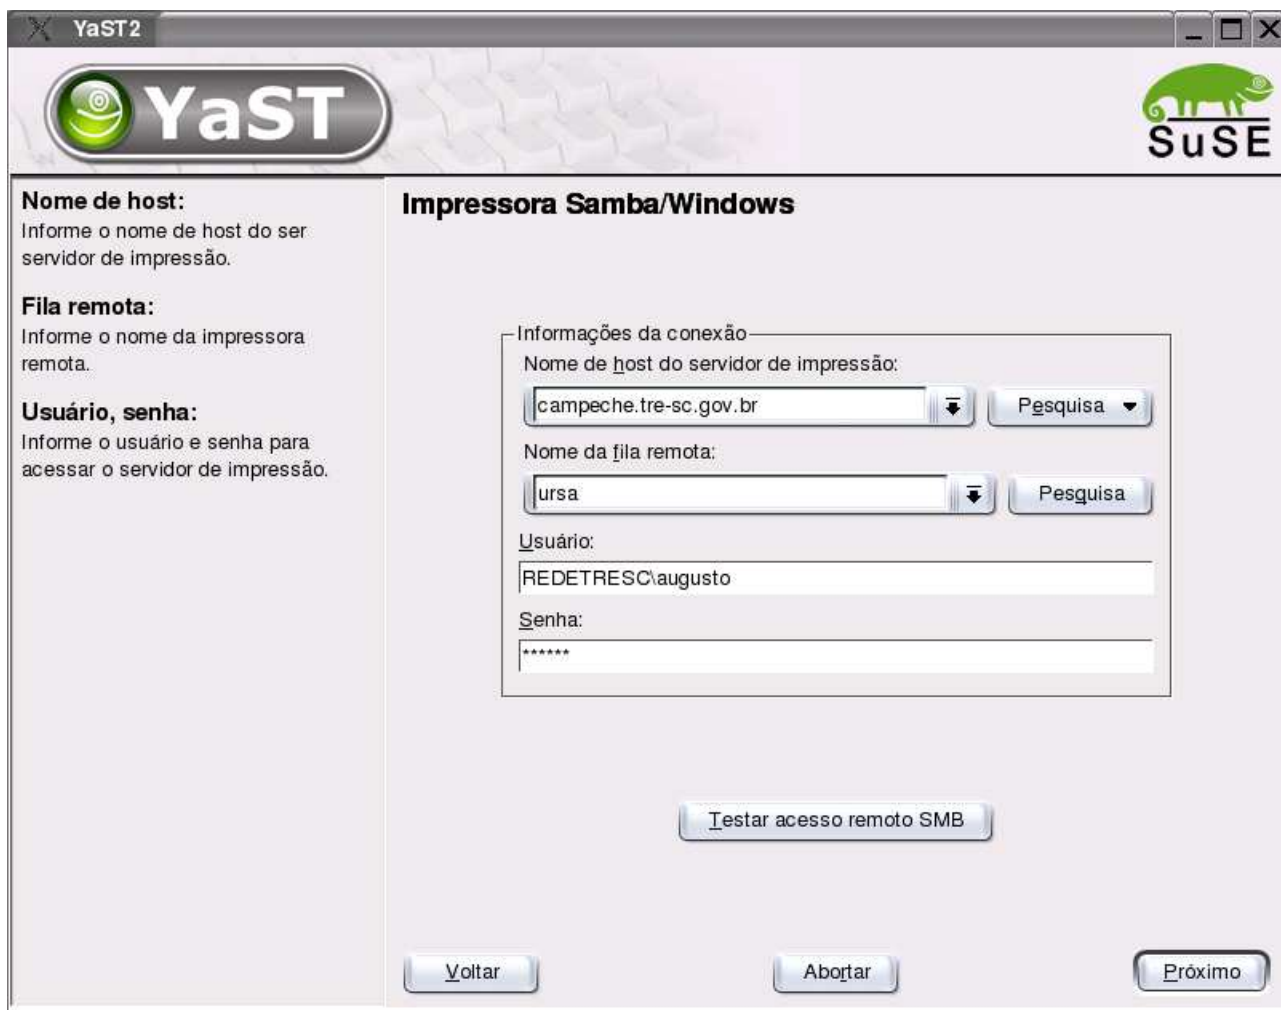 YaST2
YaST
SuSE
Nome de host:
Informe o nome de host do ser
servidor de impressão.
Fila remota:
Informe o nome da impressora
remota.
Usuário, senha:
Informe o usuário e senha para
acessar o servidor de impressão.
Impressora Samba/Windows
Informações da conexão
Nome de host do servidor de impressão:
campeche.tre-sc.gov.br
Pesquisa
Nome da fila remota:
ursa
Pesquisa
Usuário:
REDETRESC\augusto
Senha:
******
Testar acesso remoto SMB
Voltar
Abortar
Próximo